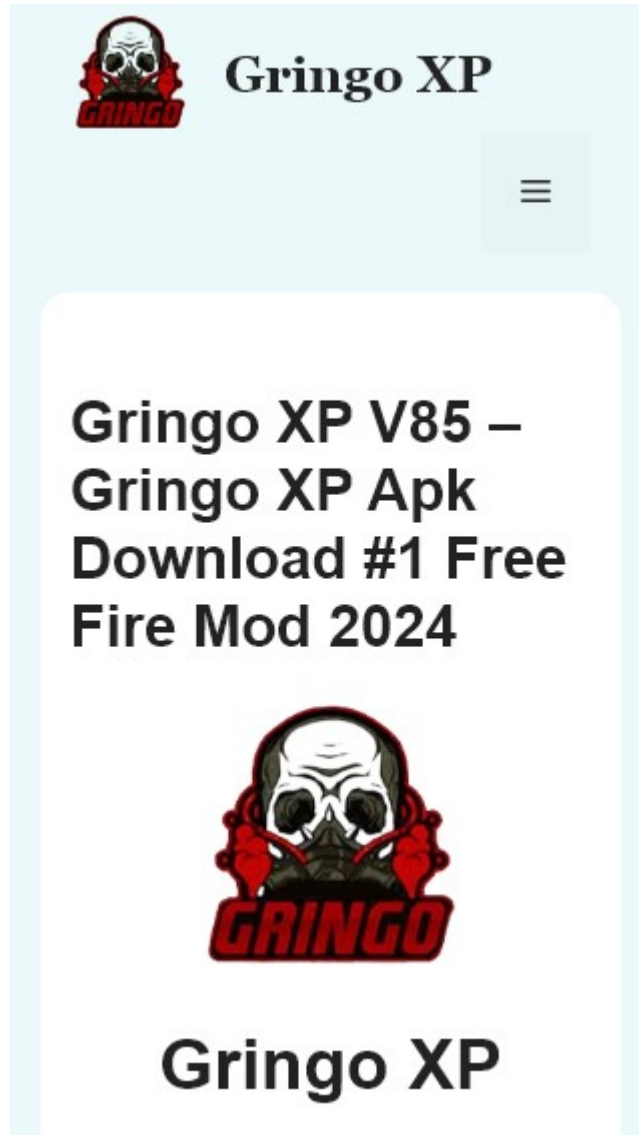 GRINGO
Gringo XP
Gringo XP V85 –
Gringo XP Apk
Download #1 Free
Fire Mod 2024
GRINGO
Gringo XP